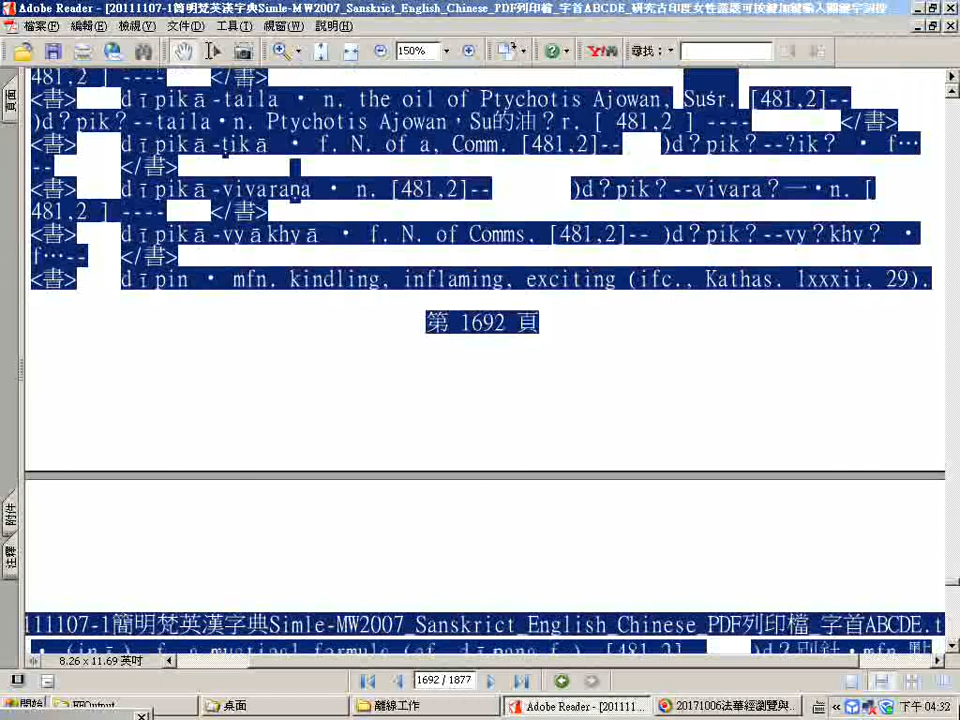 Adobe Reader - [20111107-1簡明梵英漢字典Simle-MW2007_Sanskrict_English_Chinese_PDF列印檔_字首ABCDE_研究古印度女性議題可按
檔案(F) 編輯(E) 檢視(V) 文件(D) 工具(T) 視窗(W) 說明(H)
150% 尋找：
頁面
481,2 ] ---- </書>
<書> dīpikā-taila · n. the oil of Ptychotis Ajowan, Suśr. [481,2]--
)d？pik？--taila·n. Ptychotis Ajowan，Su的油？r. [ 481,2 ] ---- </書>
<書> dīpikā-ṭikā · f. N. of a, Comm. [481,2]-- )d？pik？--?ik？ · f…
-- </書>
<書> dīpikā-vivaraṇa · n. [481,2]-- )d？pik？--vivara？一·n. [
481,2 ] ---- </書>
<書> dīpikā-vyākhyā · f. N. of Comms. [481,2]-- )d？pik？--vy？khy？ ·
f…-- </書>
<書> dīpin · mfn. kindling, inflaming, exciting (ifc., Kathas. lxxxii, 29).
第 1692 頁
附件
注釋
111107-1簡明梵英漢字典Simle-MW2007_Sanskrict_English_Chinese_PDF列印檔_字首ABCDE.t
8.26 x 11.69 英吋
1692 / 1877
開始 桌面 離線工作 Adobe Reader - [201111... 20171006法華經瀏覽與... 下午 04:32